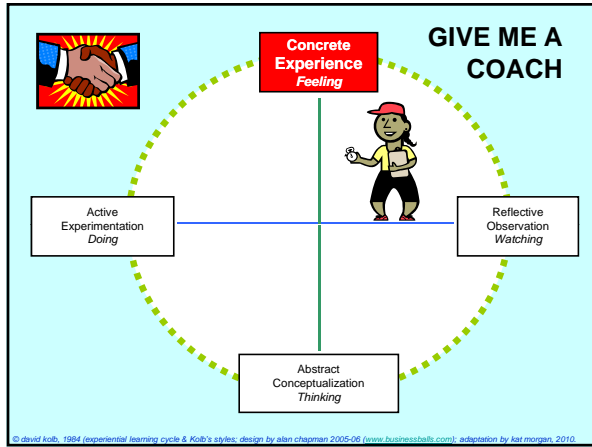 GIVE ME A
COACH
Concrete
Experience
Feeling
Active
Experimentation
Doing
Reflective
Observation
Watching
Abstract
Conceptualization
Thinking
© david kolb, 1984 (experiential learning cycle & Kolb's styles; design by alan chapman 2005-06 (www.businessballs.com); adaptation by kat morgan, 2010.